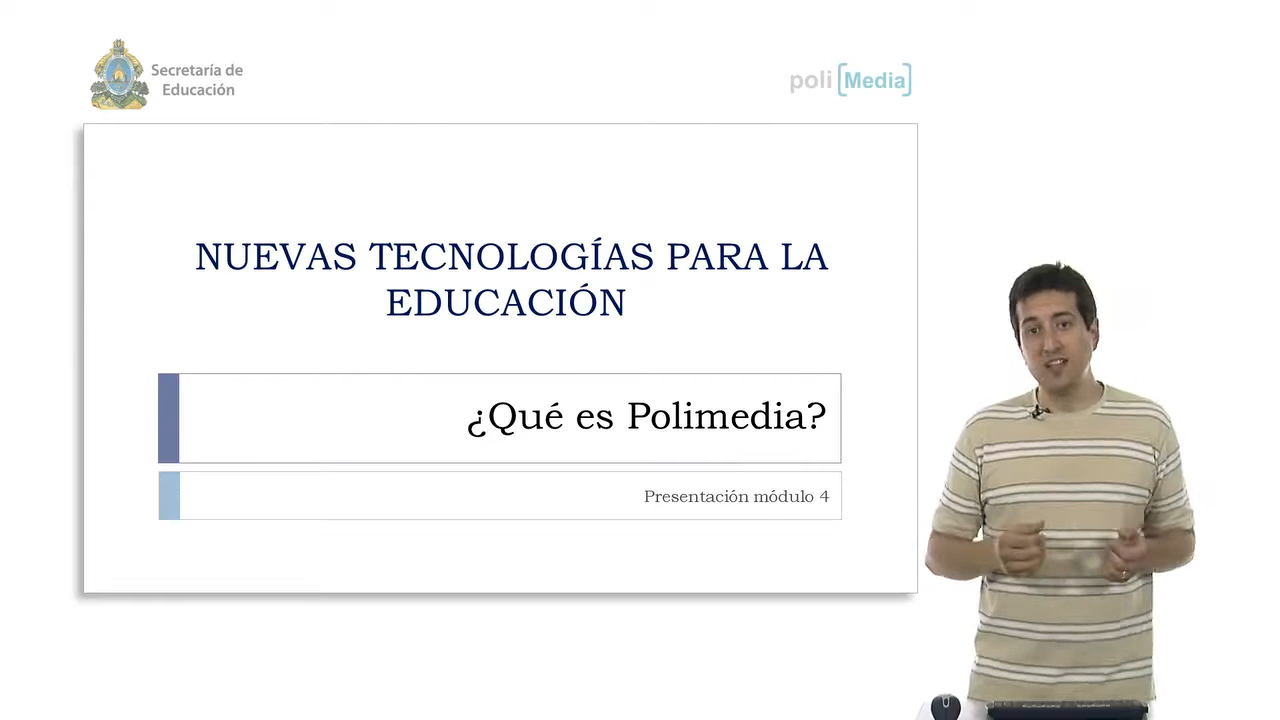 Secretaría de
Educación
poli [Media]
NUEVAS TECNOLOGÍAS PARA LA
EDUCACIÓN
¿Qué es Polimedia?
Presentación módulo 4